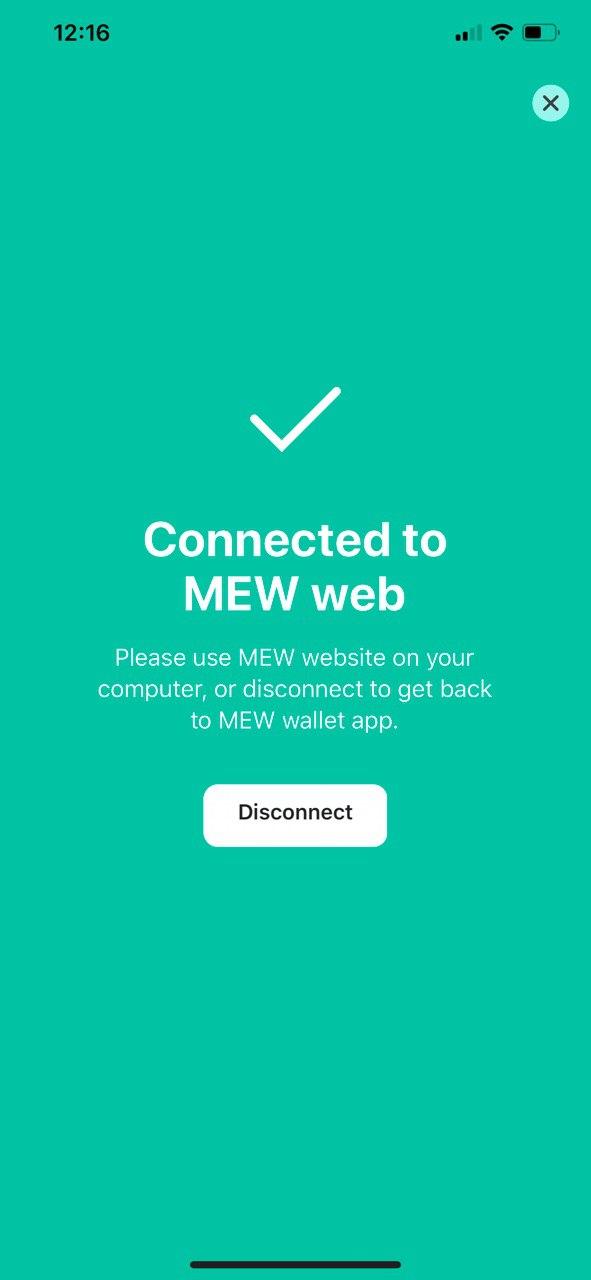 12:16
Connected to
MEW web
Please use MEW website on your
computer, or disconnect to get back
to MEW wallet app.
Disconnect